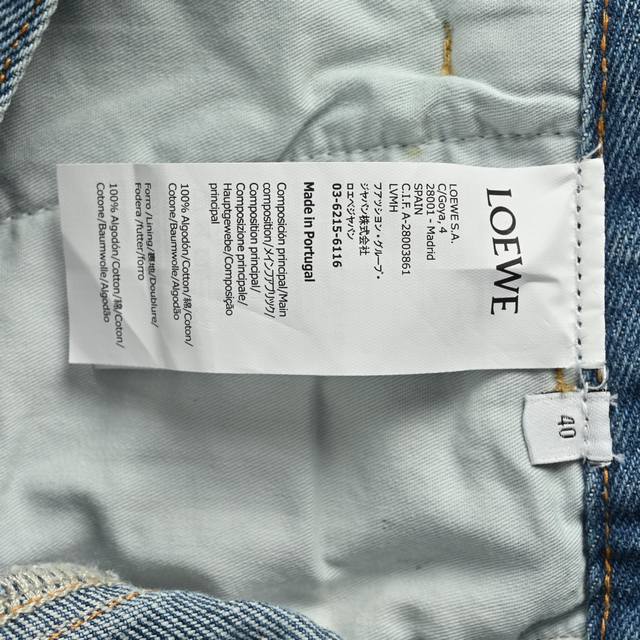 LOEWE
LOEWE S.A.
C/Goya, 4
28001 - Madrid
SPAIN
C.I.F. A-28003861
LVMH
ファッション・グループ・
ジャパン株式会社
ロエベジャパン
03-6215-6116
Made in Portugal
Composición principal/Main
composition/メインファブリック/
Composition principal/
Composizione principale/
Hauptgewebe/Composição
principal
100% Algodón/Cotton/綿/Coton/
Cotone/Baumwolle/Algodão
Forro /Lining/裏地/Doublure/
Fodera/futter/forro
100% Algodón/Cotton/綿/Coton/
Cotone/Baumwolle/Algodão
40